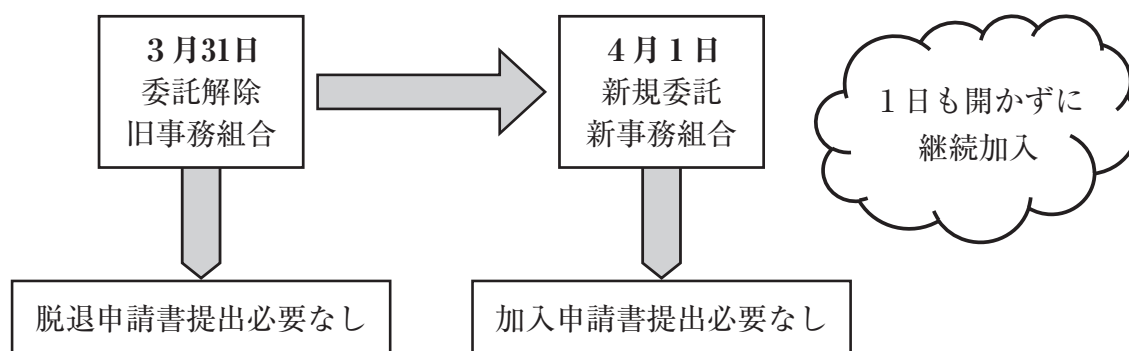 3月31日
委託解除
旧事務組合
4月1日
新規委託
新事務組合
1日も開かずに
継続加入
脱退申請書提出必要なし
加入申請書提出必要なし